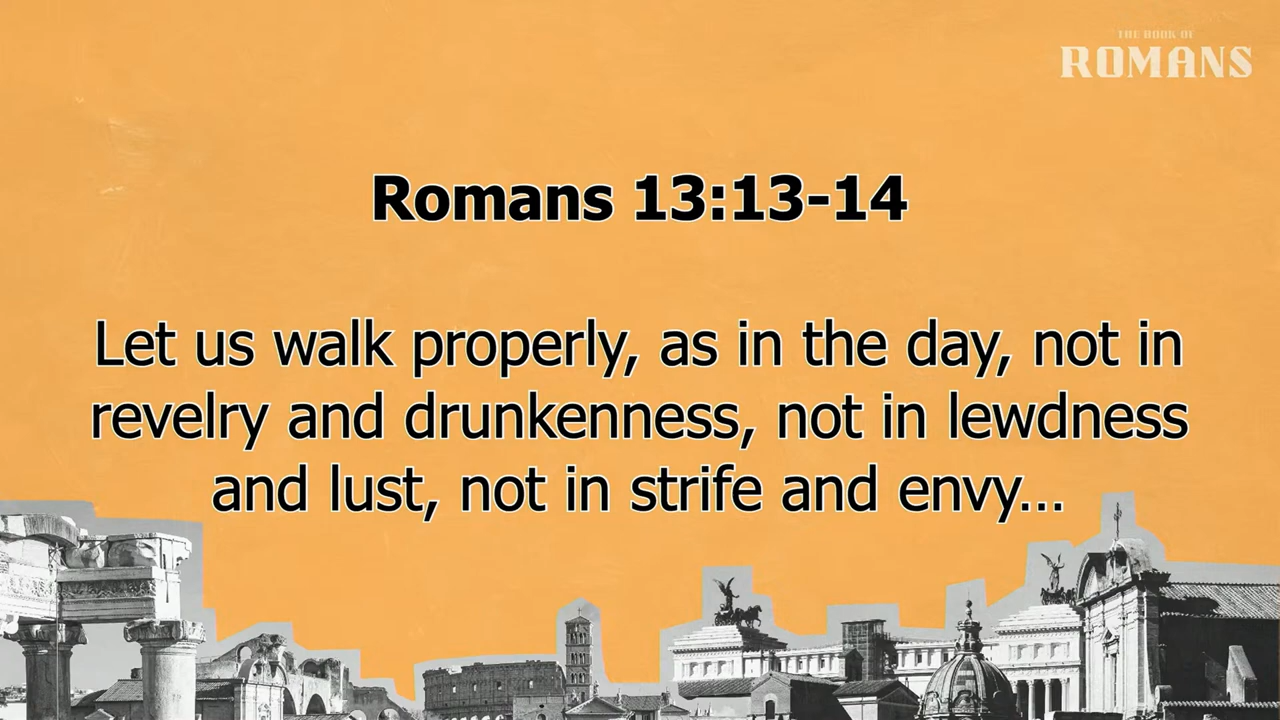 THE BOOK OF
ROMANS
Romans 13:13-14
Let us walk properly, as in the day, not in
revelry and drunkenness, not in lewdness
and lust, not in strife and envy...